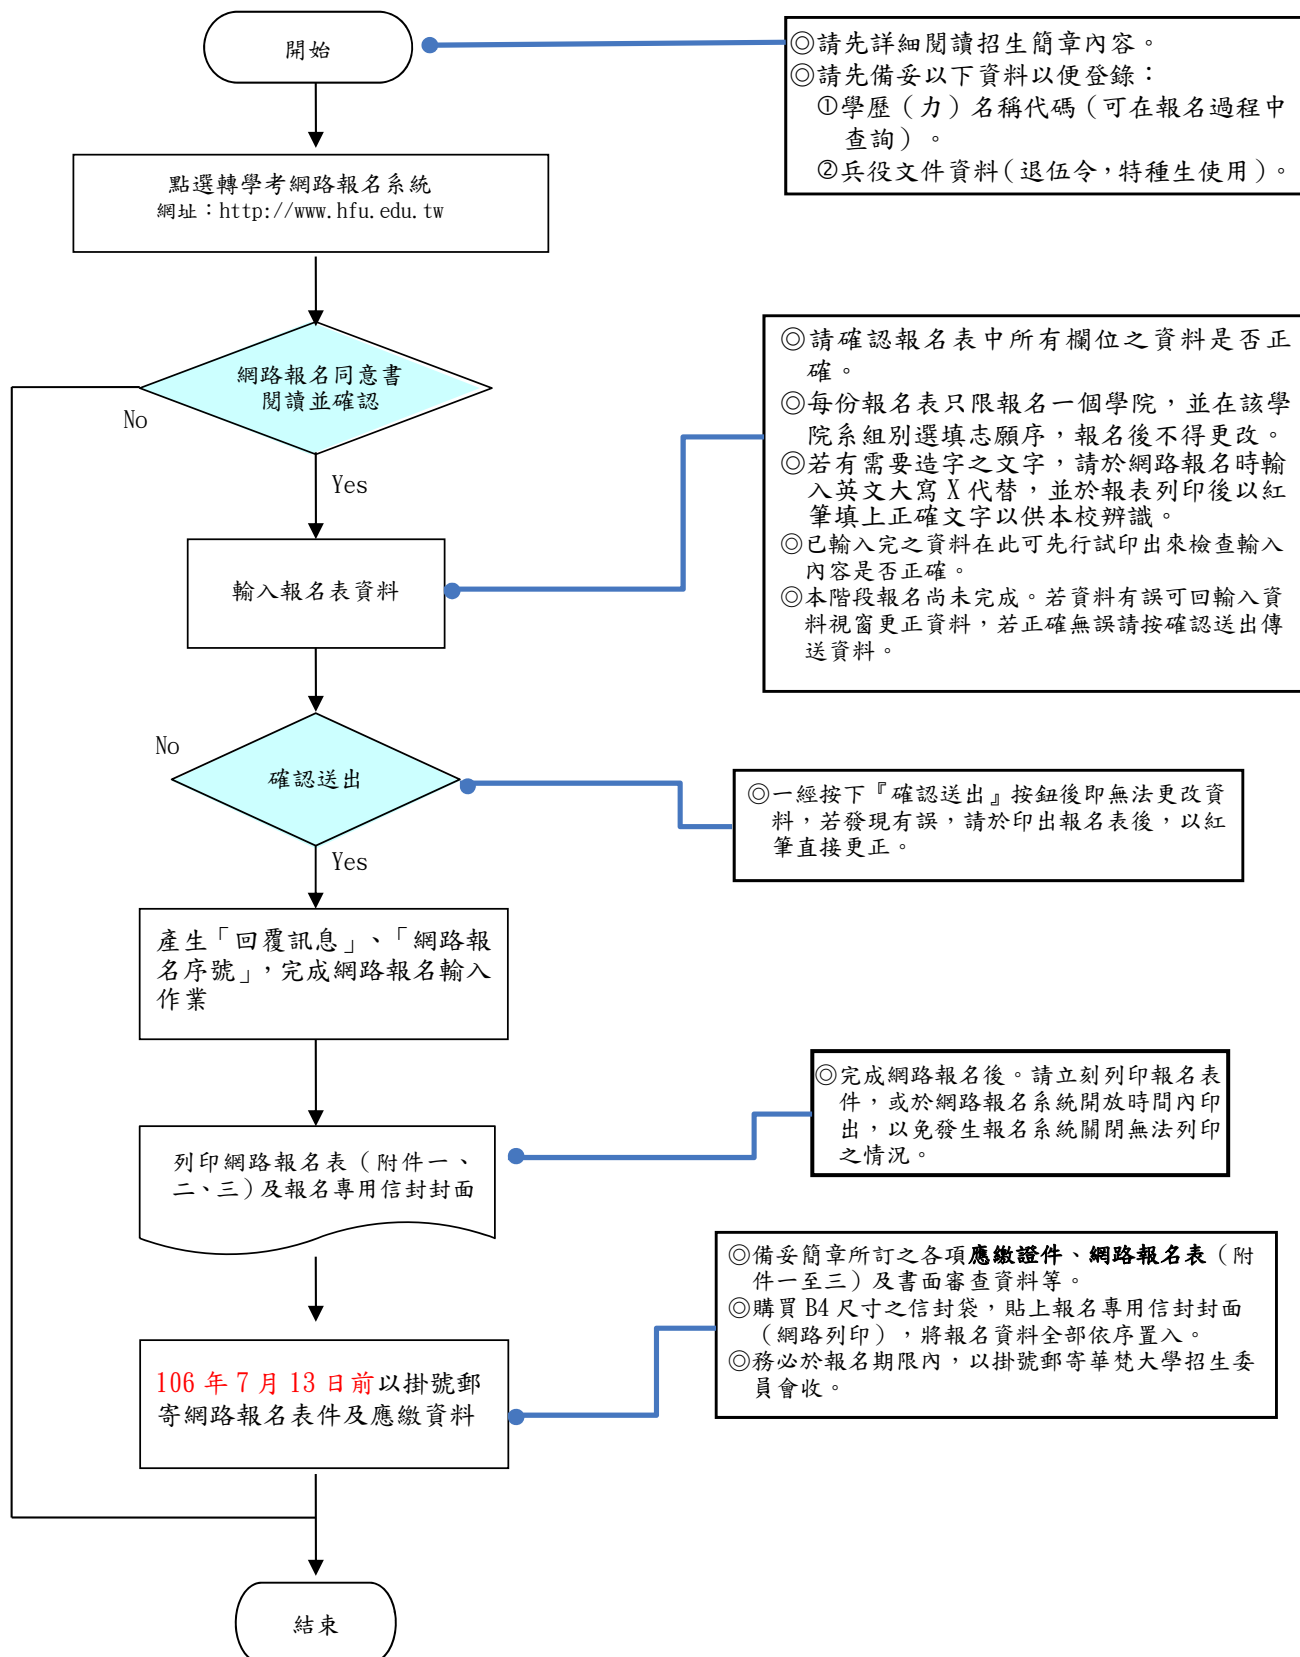 開始
◎請先詳細閱讀招生簡章內容。
◎請先備妥以下資料以便登錄：
①學歷（力）名稱代碼（可在報名過程中
查詢）。
②兵役文件資料（退伍令，特種生使用）。
點選轉學考網路報名系統
網址：http://www.hfu.edu.tw
網路報名同意書
閱讀並確認
No
Yes
◎請確認報名表中所有欄位之資料是否正
確。
◎每份報名表只限報名一個學院，並在該學
院系組別選填志願序，報名後不得更改。
◎若有需要造字之文字，請於網路報名時輸
入英文大寫 X 代替，並於報表列印後以紅
筆填上正確文字以供本校辨識。
◎已輸入完之資料在此可先行試印出來檢查輸入
內容是否正確。
◎本階段報名尚未完成。若資料有誤可回輸入資
料視窗更正資料，若正確無誤請按確認送出傳
送資料。
輸入報名表資料
No
確認送出
Yes
◎一經按下『確認送出』按鈕後即無法更改資
料，若發現有誤，請於印出報名表後，以紅
筆直接更正。
產生「回覆訊息」、「網路報
名序號」，完成網路報名輸入
作業
◎完成網路報名後。請立刻列印報名表
件，或於網路報名系統開放時間內印
出，以免發生報名系統關閉無法列印
之情況。
列印網路報名表（附件一、
二、三）及報名專用信封封面
◎備妥簡章所訂之各項應繳證件、網路報名表（附
件一至三）及書面審查資料等。
◎購買 B4 尺寸之信封袋，貼上報名專用信封封面
（網路列印），將報名資料全部依序置入。
◎務必於報名期限內，以掛號郵寄華梵大學招生委
員會收。
106 年 7 月 13 日前以掛號郵
寄網路報名表件及應繳資料
結束